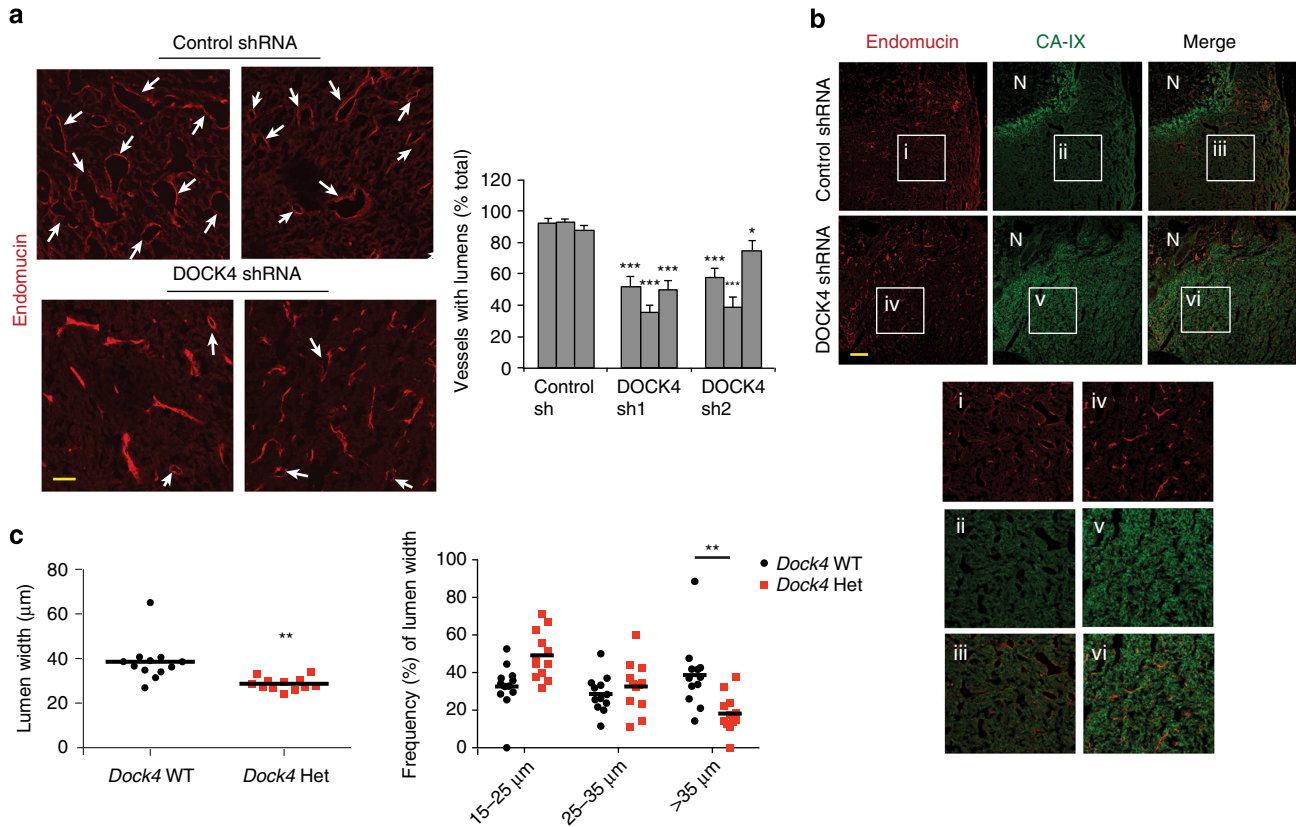 a
Control shRNA
DOCK4 shRNA
Endomucin
Vessels with lumens (% total)
120
100
80
60
40
20
0
***
***
***
***
***
*
Control sh
DOCK4 sh1
DOCK4 sh2
b
Endomucin
CA-IX
Merge
Control shRNA
N
N
i
ii
iii
DOCK4 shRNA
N
N
iv
v
vi
i
iv
ii
v
iii
vi
c
Lumen width (µm)
80
60
40
20
0
**
Dock4 WT
Dock4 Het
Frequency (%) of lumen width
100
80
60
40
20
0
**
Dock4 WT
Dock4 Het
15–25 µm
25–35 µm
>35 µm